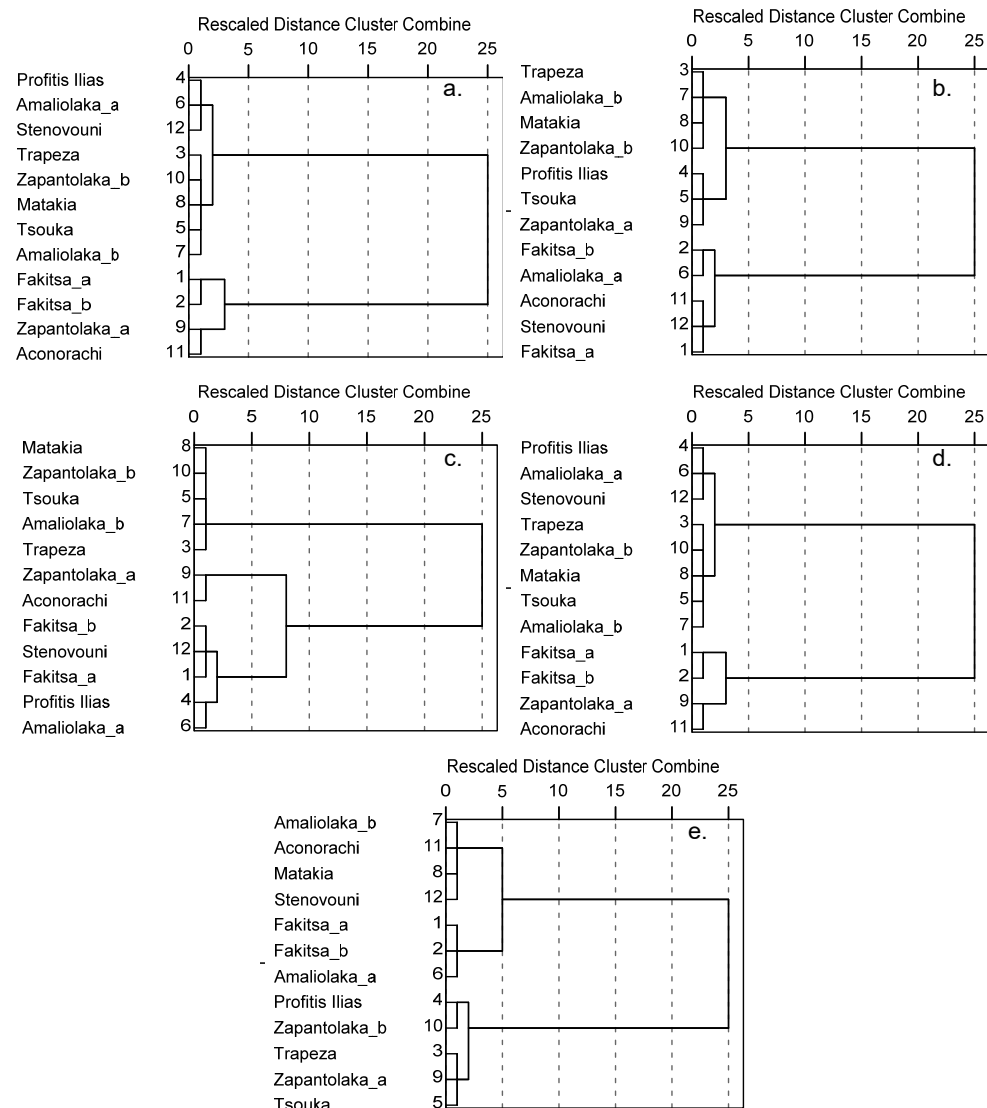 Rescaled Distance Cluster Combine
0 5 10 15 20 25
a.
Profitis Ilias 4
Amaliolaka_a 6
Stenovouni 12
Trapeza 3
Zapantolaka_b 10
Matakia 8
Tsouka 5
Amaliolaka_b 7
Fakitsa_a 1
Fakitsa_b 2
Zapantolaka_a 9
Aconorachi 11
Rescaled Distance Cluster Combine
0 5 10 15 20 25
b.
Trapeza 3
Amaliolaka_b 7
Matakia 8
Zapantolaka_b 10
Profitis Ilias 4
Tsouka 5
Zapantolaka_a 9
Fakitsa_b 2
Amaliolaka_a 6
Aconorachi 11
Stenovouni 12
Fakitsa_a 1
Rescaled Distance Cluster Combine
0 5 10 15 20 25
c.
Matakia 8
Zapantolaka_b 10
Tsouka 5
Amaliolaka_b 7
Trapeza 3
Zapantolaka_a 9
Aconorachi 11
Fakitsa_b 2
Stenovouni 12
Fakitsa_a 1
Profitis Ilias 4
Amaliolaka_a 6
Rescaled Distance Cluster Combine
0 5 10 15 20 25
d.
Profitis Ilias 4
Amaliolaka_a 6
Stenovouni 12
Trapeza 3
Zapantolaka_b 10
Matakia 8
Tsouka 5
Amaliolaka_b 7
Fakitsa_a 1
Fakitsa_b 2
Zapantolaka_a 9
Aconorachi 11
Rescaled Distance Cluster Combine
0 5 10 15 20 25
e.
Amaliolaka_b 7
Aconorachi 11
Matakia 8
Stenovouni 12
Fakitsa_a 1
Fakitsa_b 2
Amaliolaka_a 6
Profitis Ilias 4
Zapantolaka_b 10
Trapeza 3
Zapantolaka_a 9
Tsouka 5